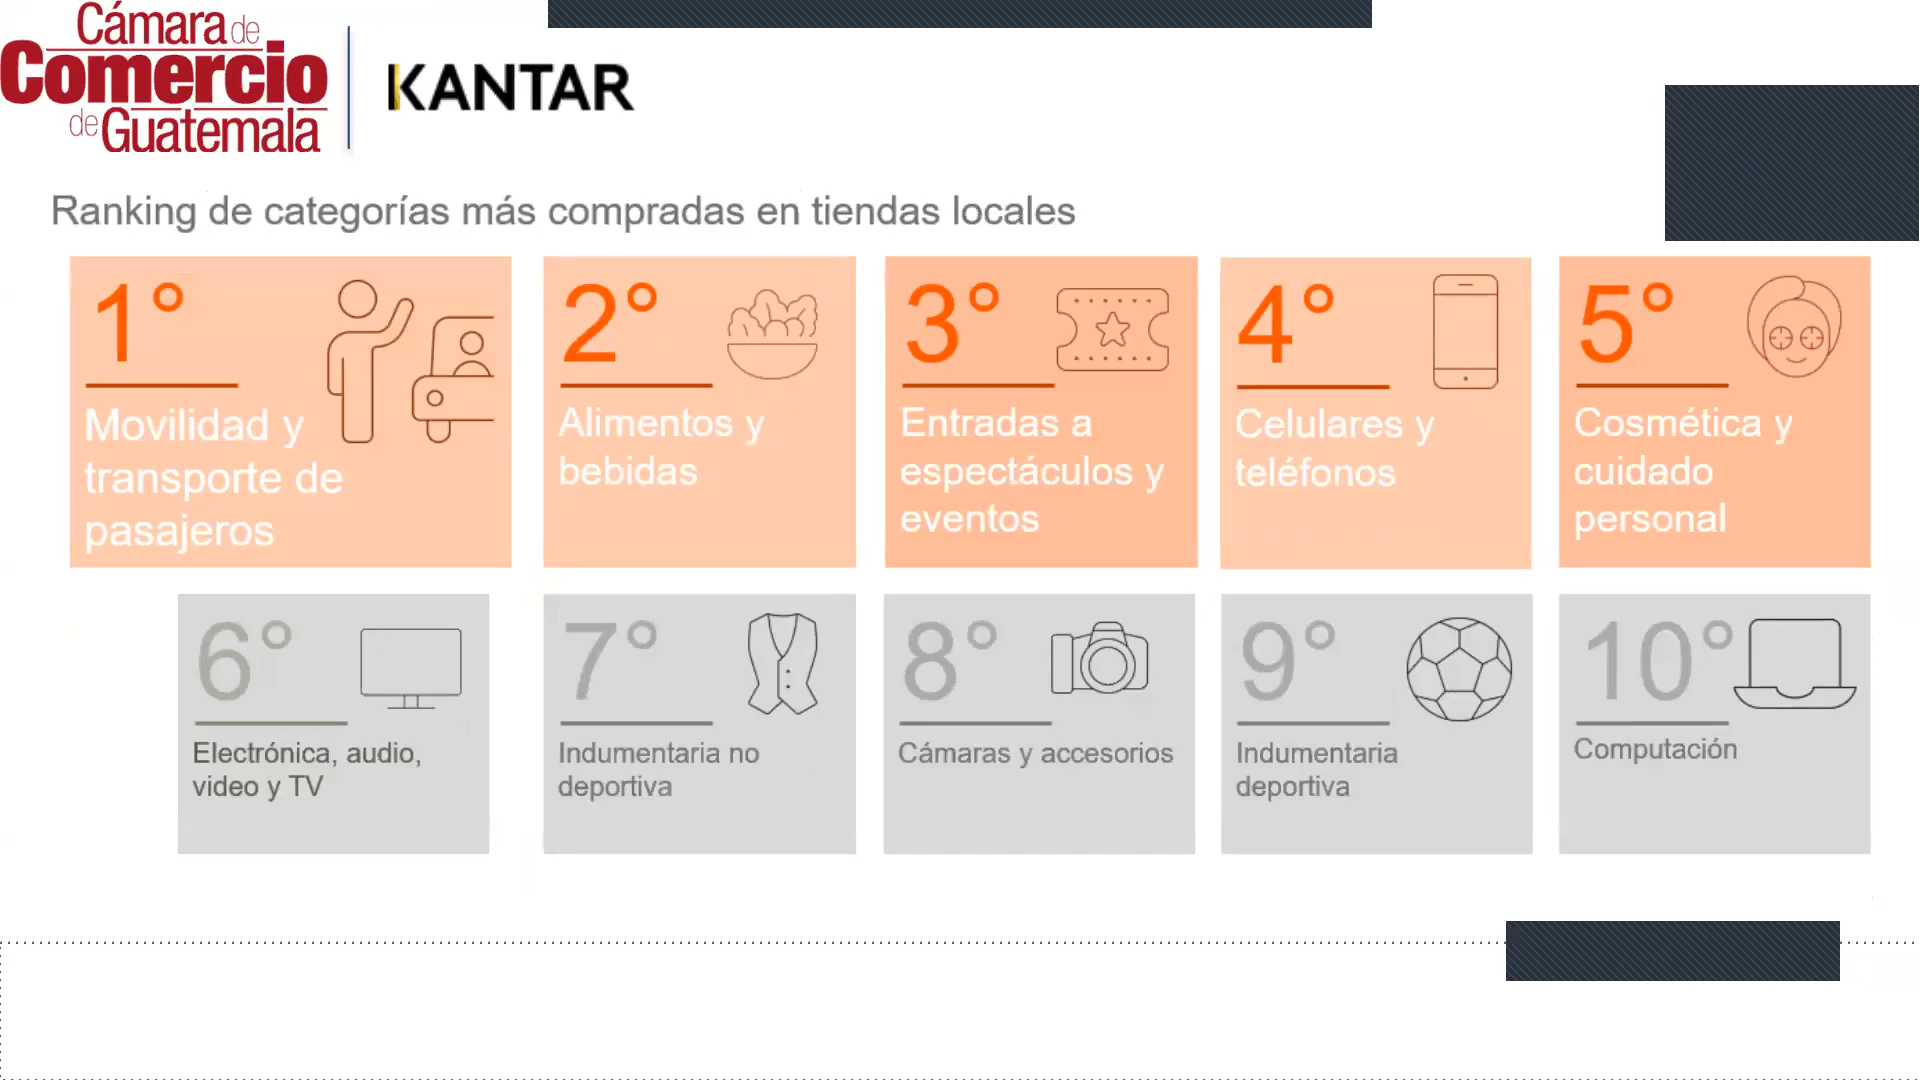 Cámara de
Comercio
de Guatemala
KANTAR
Ranking de categorías más compradas en tiendas locales
1°
Movilidad y
transporte de
pasajeros
2°
Alimentos y
bebidas
3°
Entradas a
espectáculos y
eventos
4°
Celulares y
teléfonos
5°
Cosmética y
cuidado
personal
6°
Electrónica, audio,
video y TV
7°
Indumentaria no
deportiva
8°
Cámaras y accesorios
9°
Indumentaria
deportiva
10°
Computación